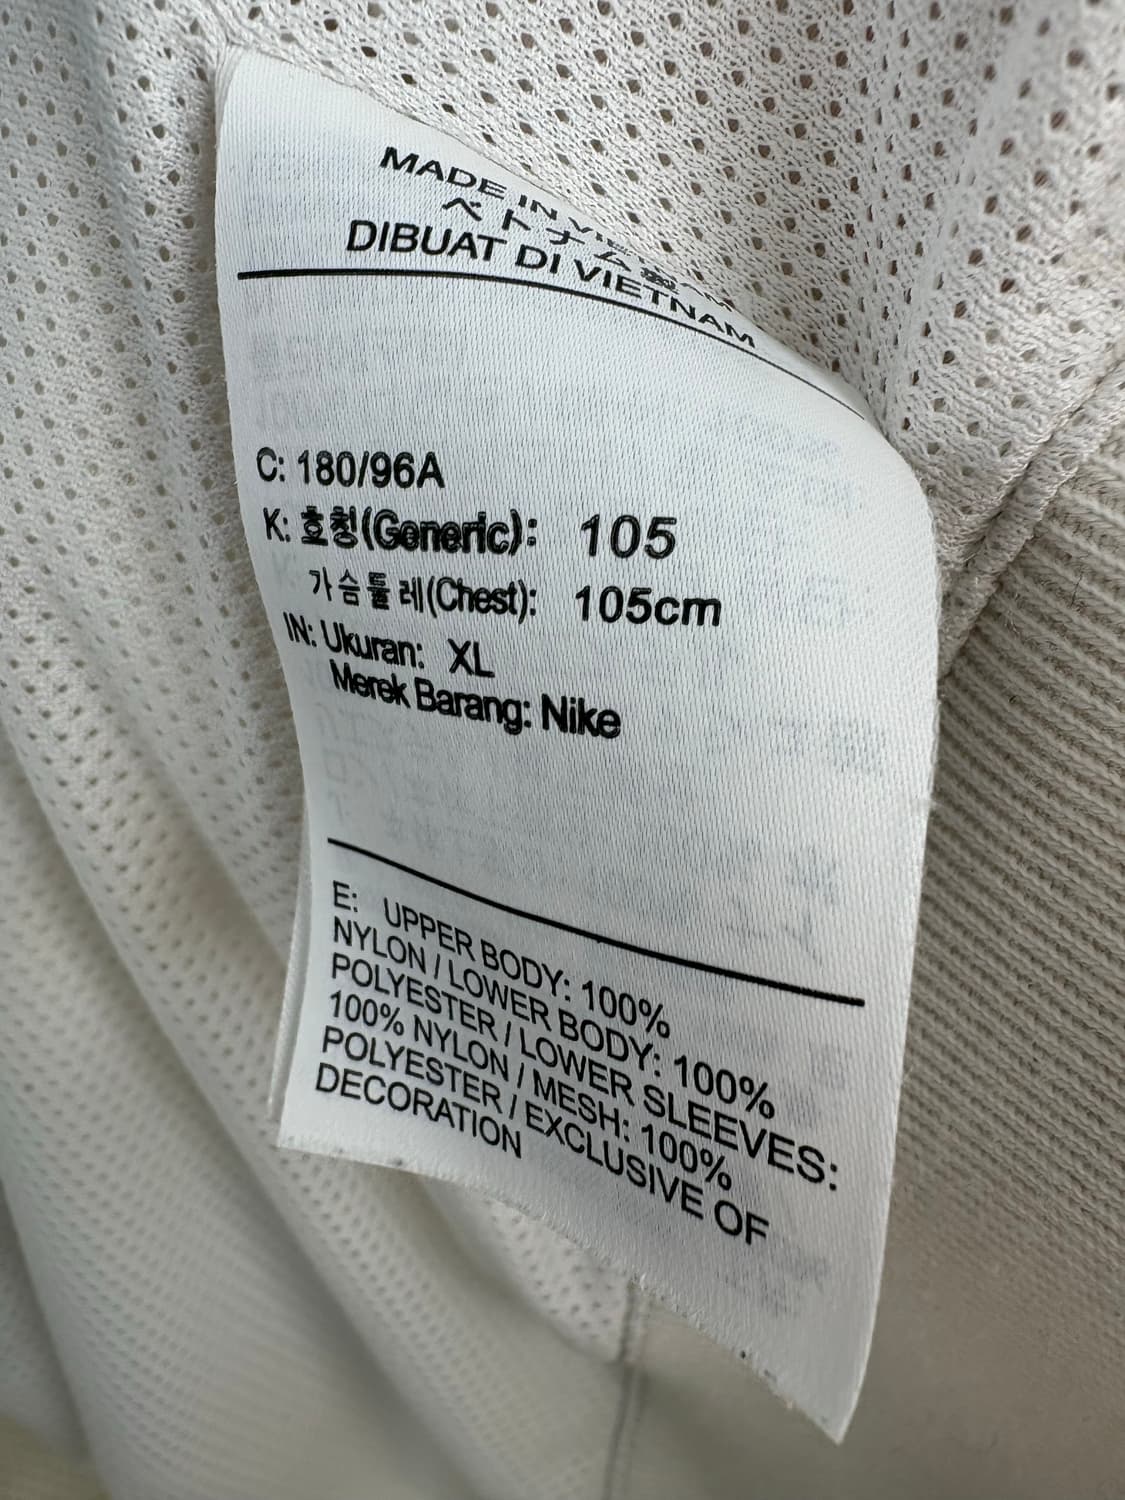 MADE IN VIETNAM
ベトナム製
DIBUAT DI VIETNAM
C: 180/96A
K: 호칭(Generic): 105
가슴둘레(Chest): 105cm
IN: Ukuran: XL
Merek Barang: Nike
E: UPPER BODY: 100%
NYLON / LOWER BODY: 100%
POLYESTER / LOWER SLEEVES:
100% NYLON / MESH: 100%
POLYESTER / EXCLUSIVE OF
DECORATION